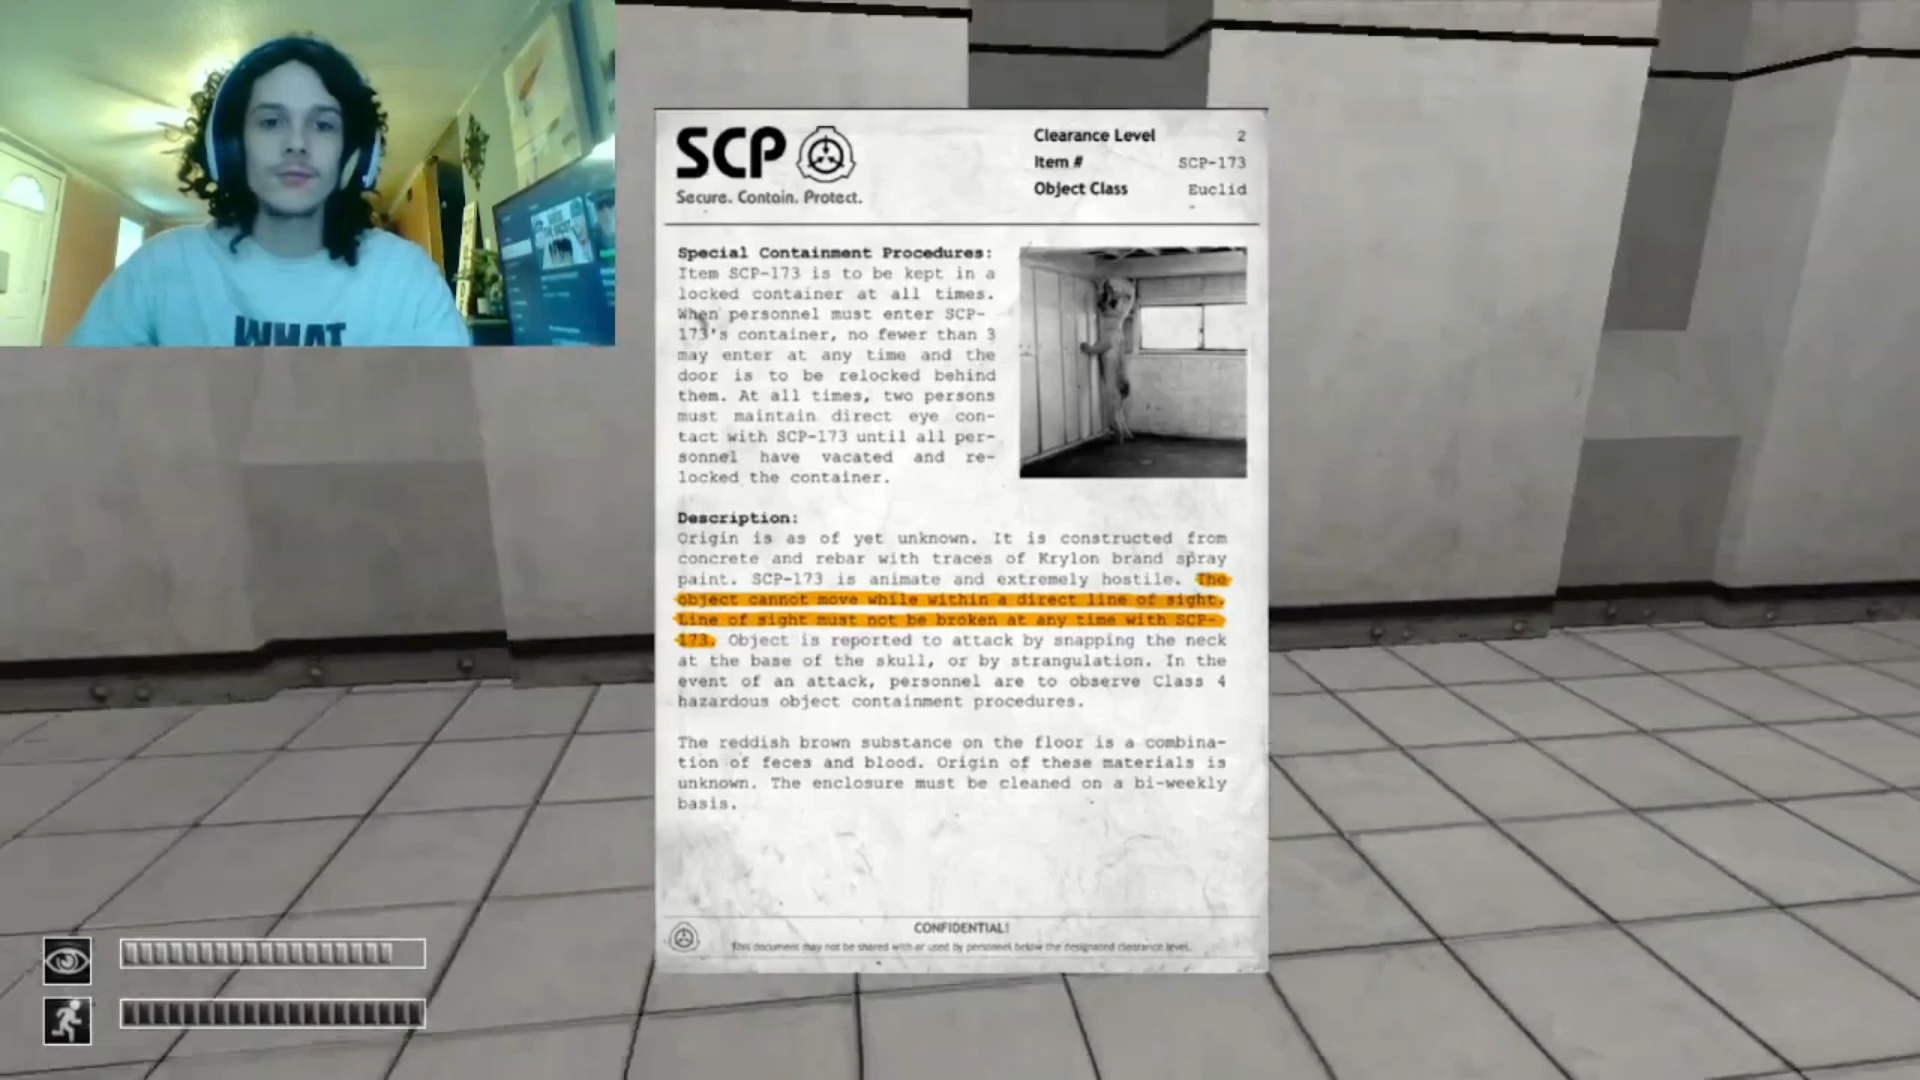 WHAT
SCP
Secure. Contain. Protect.
Clearance Level 2
Item # SCP-173
Object Class Euclid
Special Containment Procedures:
Item SCP-173 is to be kept in a
locked container at all times.
When personnel must enter SCP-
173's container, no fewer than 3
may enter at any time and the
door is to be relocked behind
them. At all times, two persons
must maintain direct eye con-
tact with SCP-173 until all per-
sonnel have vacated and re-
locked the container.
Description:
Origin is as of yet unknown. It is constructed from
concrete and rebar with traces of Krylon brand spray
paint. SCP-173 is animate and extremely hostile. The
object cannot move while within a direct line of sight.
Line of sight must not be broken at any time with SCP-
173. Object is reported to attack by snapping the neck
at the base of the skull, or by strangulation. In the
event of an attack, personnel are to observe Class 4
hazardous object containment procedures.
The reddish brown substance on the floor is a combina-
tion of feces and blood. Origin of these materials is
unknown. The enclosure must be cleaned on a bi-weekly
basis.
CONFIDENTIAL!
This document may not be shared with or used by personnel below the designated clearance level.